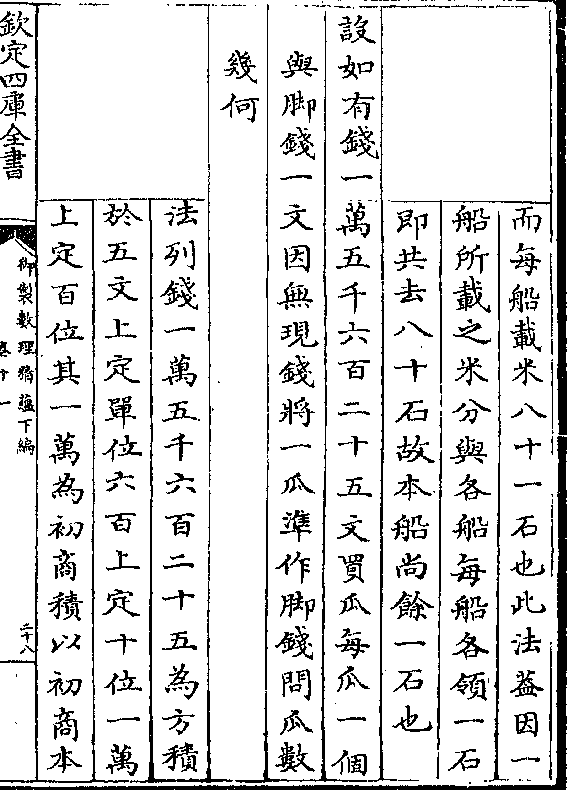 而每船載米八十一石也此法蓋因一
船所載之米分與各船每船各領一石
即共去八十石故本船尚餘一石也
設如有錢一萬五千六百二十五文買瓜每瓜一個
與脚錢一文因無現錢將一瓜準作脚錢問瓜數
幾何
法列錢一萬五千六百二十五為方積
於五文上定單位六百上定十位一萬
上定百位其一萬為初商積以初商本
欽定四庫全書
御製數理精蘊下編
卷十一
二十八